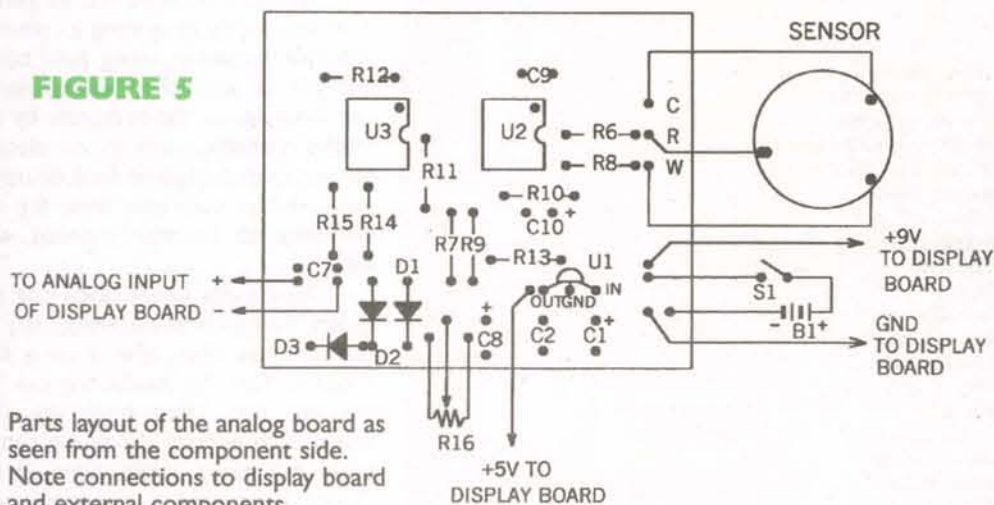 FIGURE 5
SENSOR
R12
C9
C
U3
U2
R6
R
R11
R8
W
R10
R15
R14
C10
+
R7
R9
+9V
TO DISPLAY
BOARD
C7
D1
R13
U1
TO ANALOG INPUT
OF DISPLAY BOARD
+
-
IN
OUT
GND
S1
- B1 +
+
C8
C2
C1
+
D3
D2
GND
TO DISPLAY
BOARD
R16
+5V TO
DISPLAY BOARD
Parts layout of the analog board as
seen from the component side.
Note connections to display board
and external components